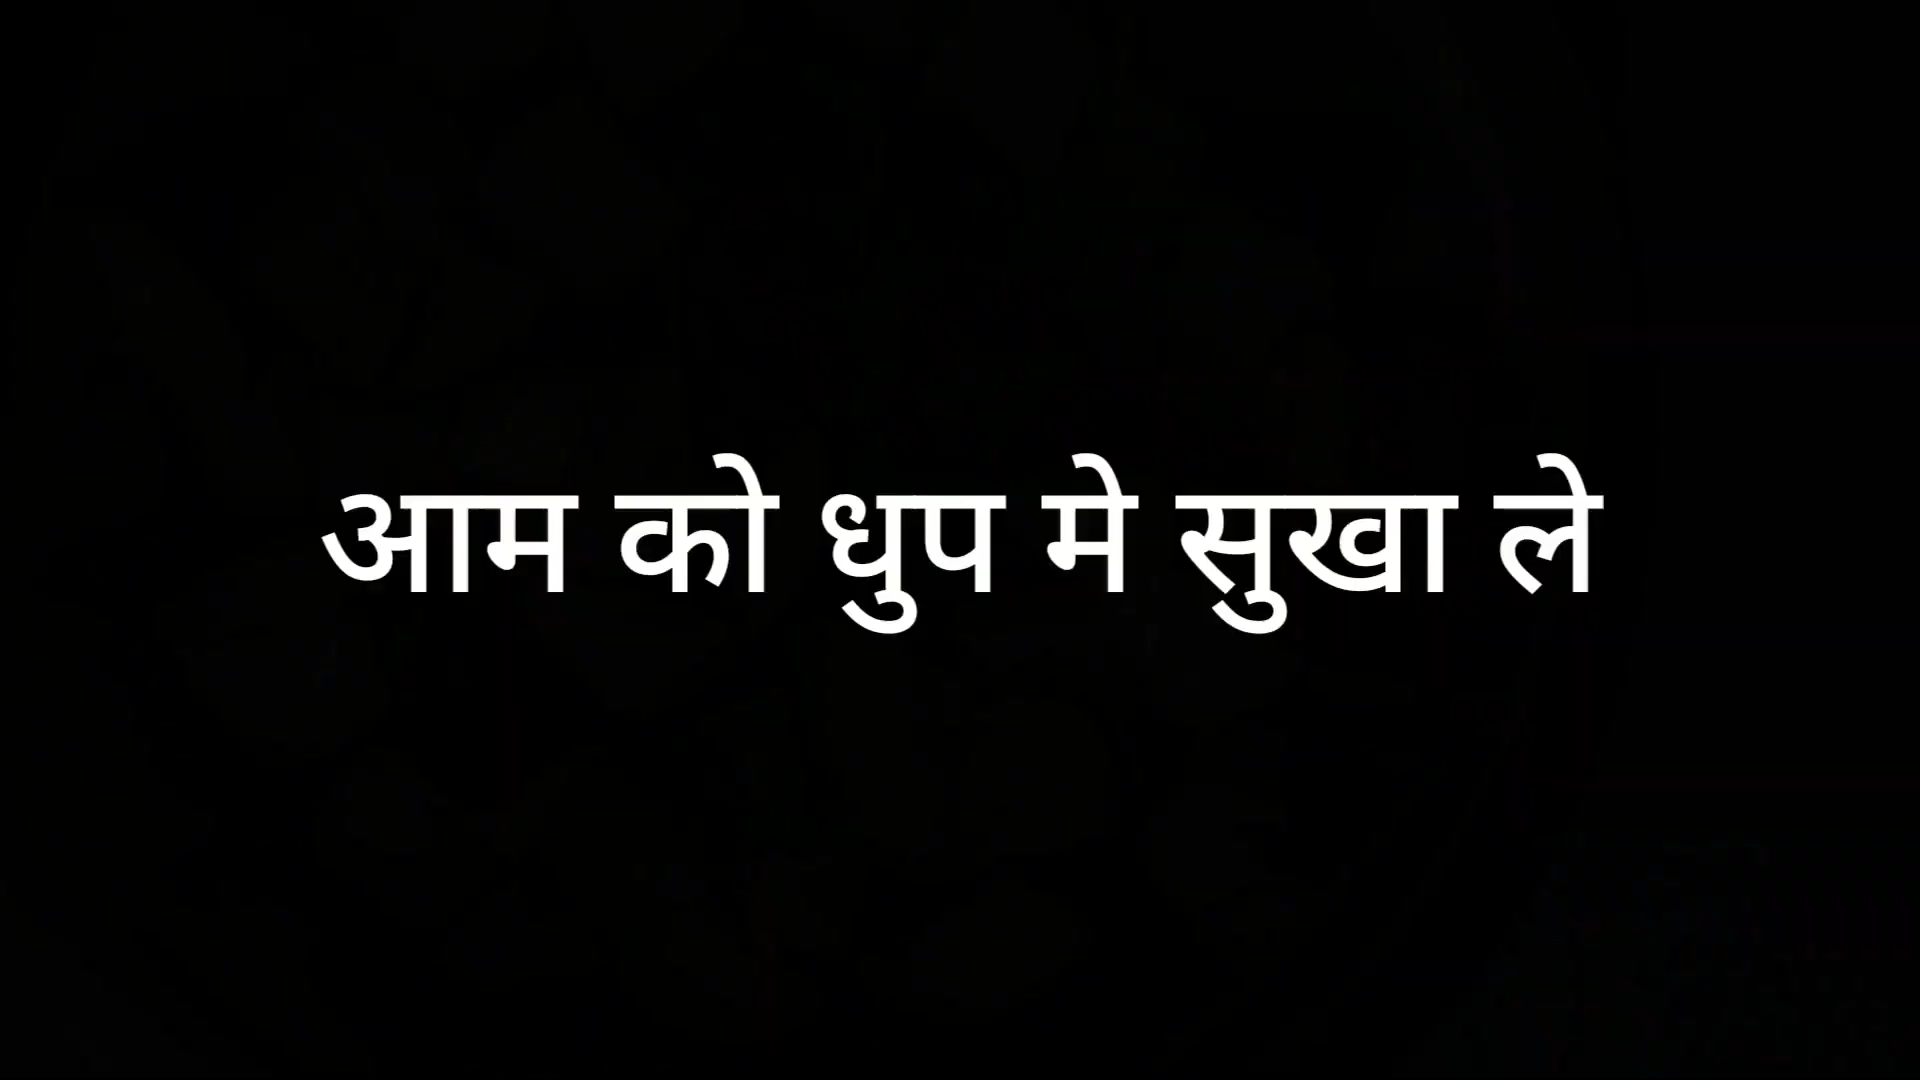 आम को धुप मे सुखा ले